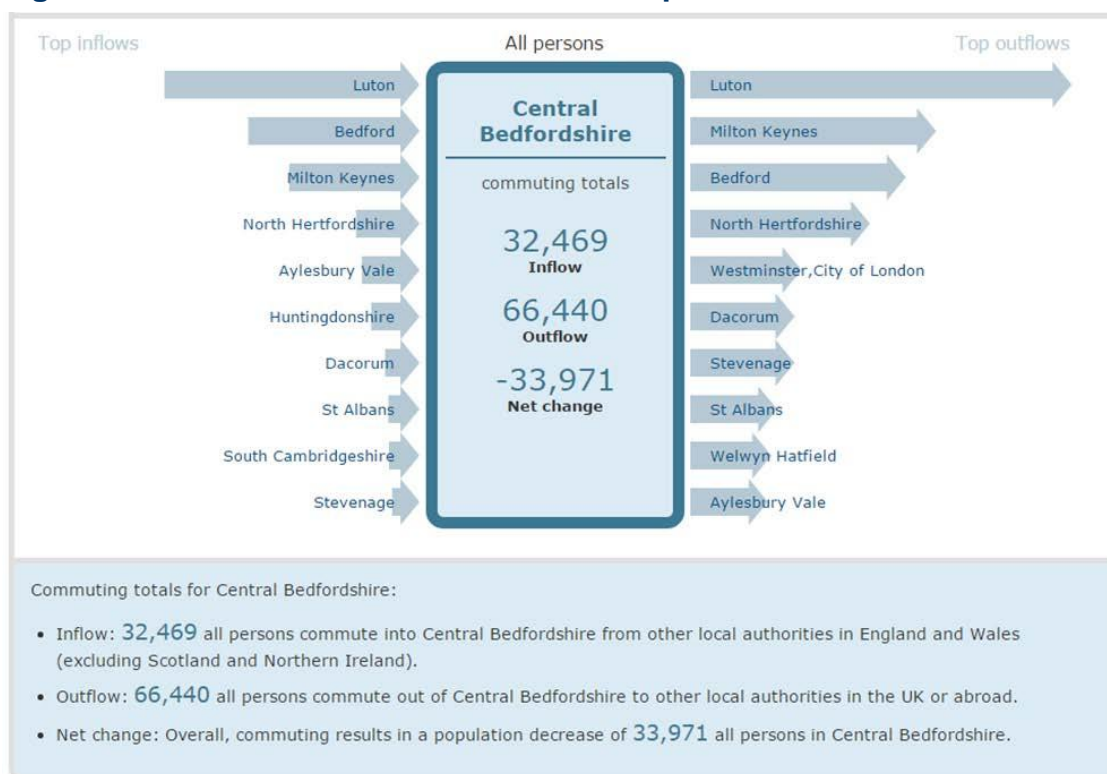 Top inflows
All persons
Top outflows
Luton
Bedford
Milton Keynes
North Hertfordshire
Aylesbury Vale
Huntingdonshire
Dacorum
St Albans
South Cambridgeshire
Stevenage
Central
Bedfordshire
commuting totals
32,469
Inflow
66,440
Outflow
-33,971
Net change
Luton
Milton Keynes
Bedford
North Hertfordshire
Westminster,City of London
Dacorum
Stevenage
St Albans
Welwyn Hatfield
Aylesbury Vale
Commuting totals for Central Bedfordshire:
• Inflow: 32,469 all persons commute into Central Bedfordshire from other local authorities in England and Wales
(excluding Scotland and Northern Ireland).
• Outflow: 66,440 all persons commute out of Central Bedfordshire to other local authorities in the UK or abroad.
• Net change: Overall, commuting results in a population decrease of 33,971 all persons in Central Bedfordshire.